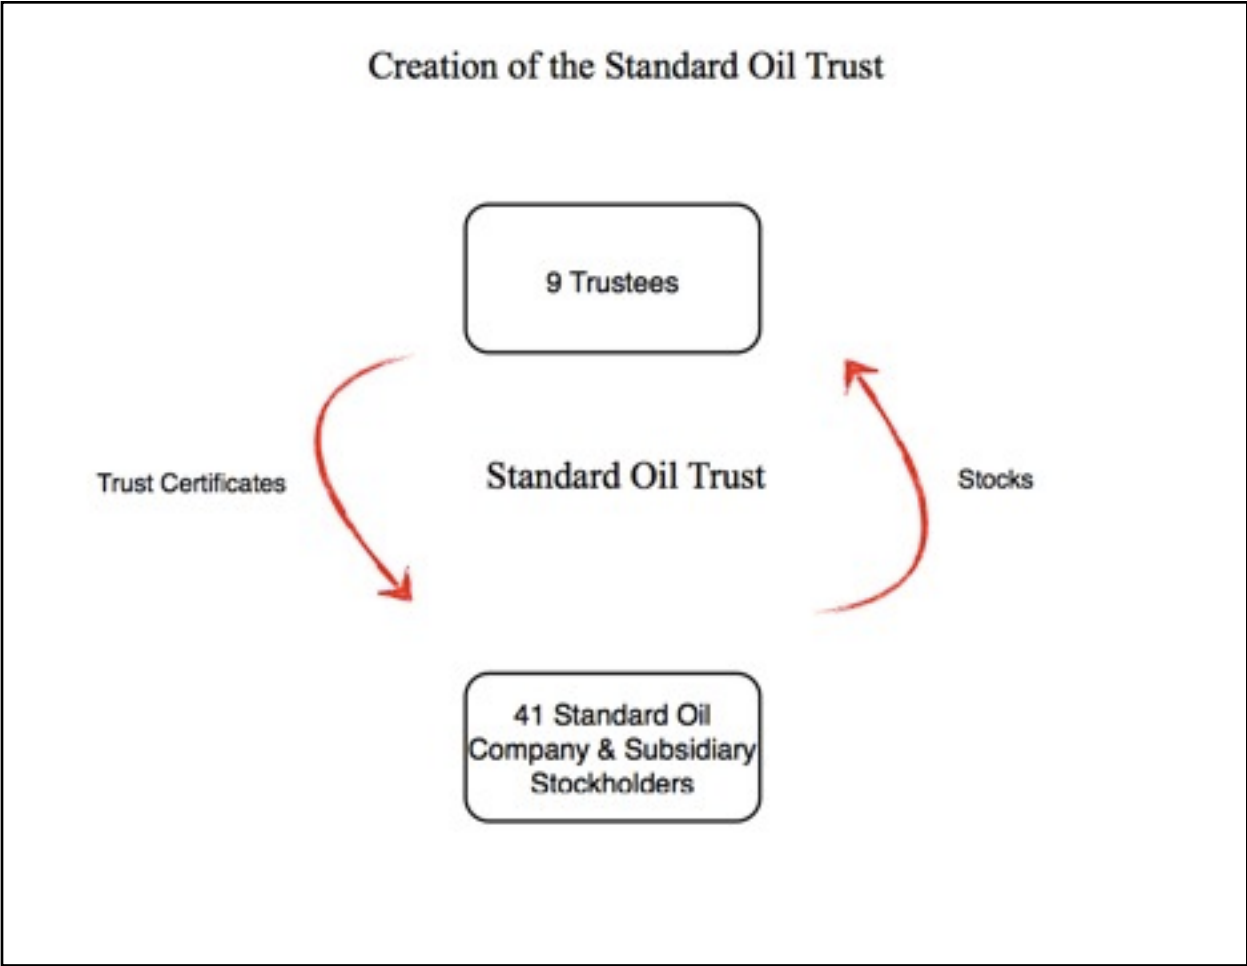 Creation of the Standard Oil Trust
9 Trustees
Trust Certificates
Standard Oil Trust
Stocks
41 Standard Oil
Company & Subsidiary
Stockholders